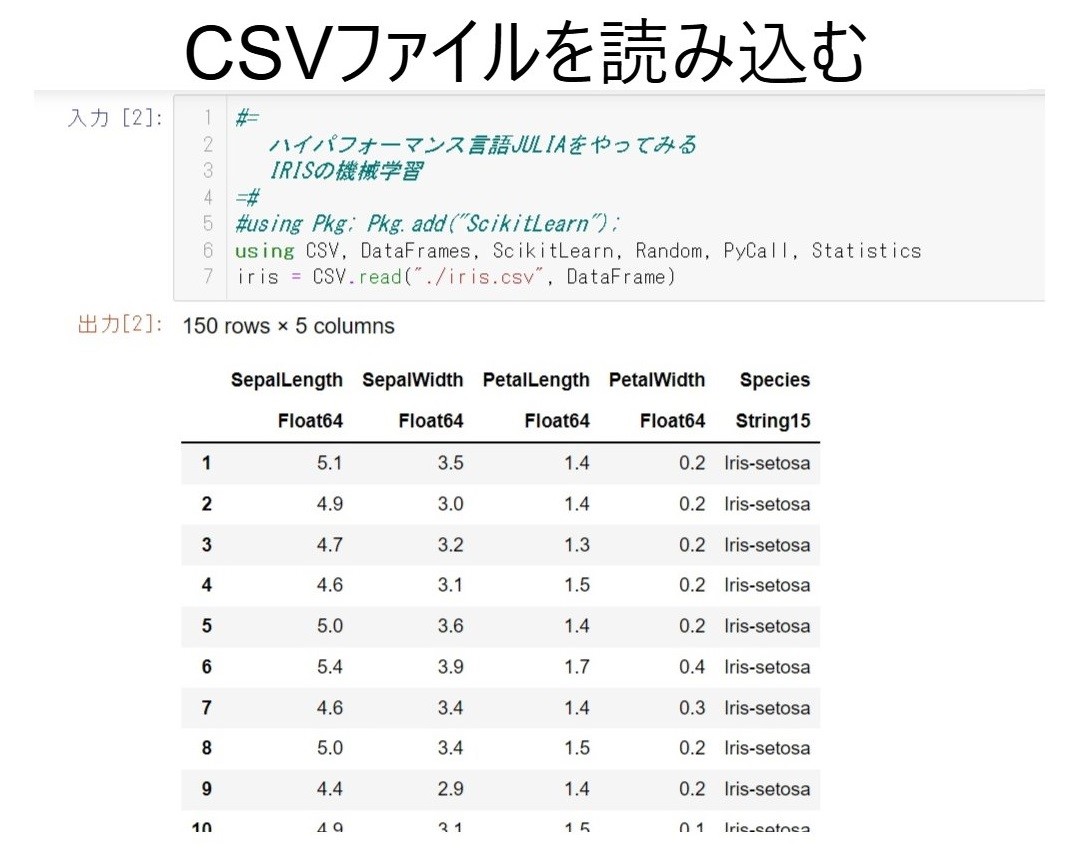 CSVファイルを読み込む
入力 [2]:
1 #=
2 ハイパフォーマンス言語JULIAをやってみる
3 IRISの機械学習
4 =#
5 #using Pkg; Pkg.add("ScikitLearn");
6 using CSV, DataFrames, ScikitLearn, Random, PyCall, Statistics
7 iris = CSV.read("./iris.csv", DataFrame)
出力[2]: 150 rows × 5 columns
SepalLength SepalWidth PetalLength PetalWidth Species
Float64 Float64 Float64 Float64 String15
1 5.1 3.5 1.4 0.2 Iris-setosa
2 4.9 3.0 1.4 0.2 Iris-setosa
3 4.7 3.2 1.3 0.2 Iris-setosa
4 4.6 3.1 1.5 0.2 Iris-setosa
5 5.0 3.6 1.4 0.2 Iris-setosa
6 5.4 3.9 1.7 0.4 Iris-setosa
7 4.6 3.4 1.4 0.3 Iris-setosa
8 5.0 3.4 1.5 0.2 Iris-setosa
9 4.4 2.9 1.4 0.2 Iris-setosa
10 4.9 3.1 1.5 0.1 Iris-setosa